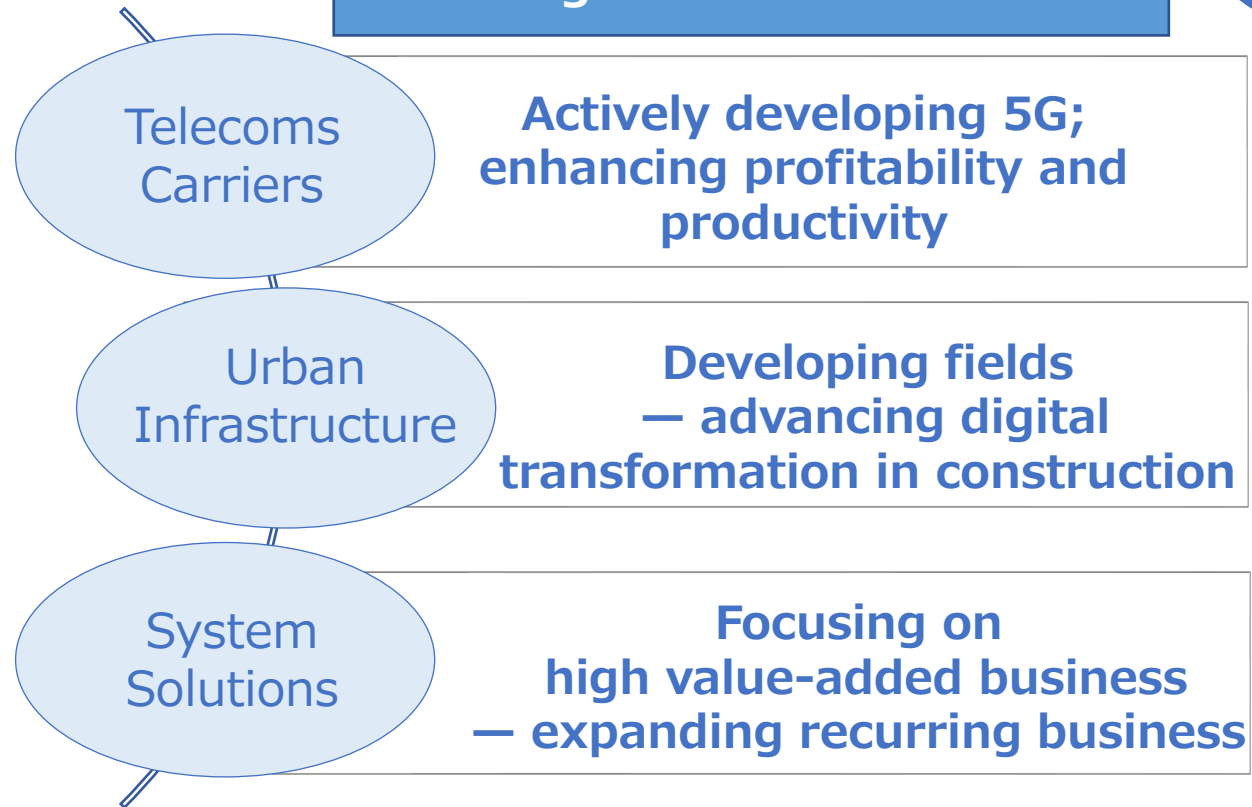 Telecoms
Carriers
Actively developing 5G;
enhancing profitability and
productivity
Urban
Infrastructure
Developing fields
— advancing digital
transformation in construction
System
Solutions
Focusing on
high value-added business
— expanding recurring business